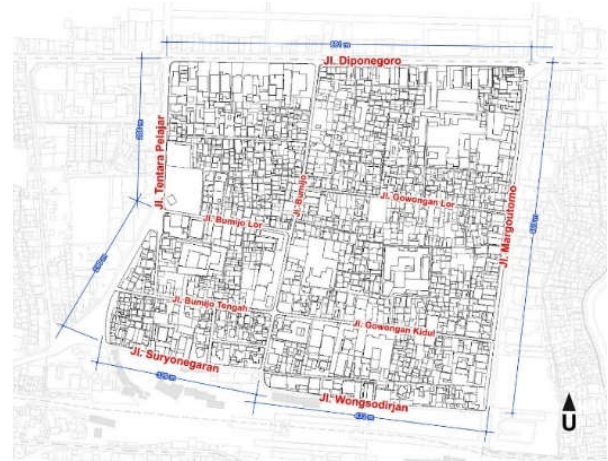 Jl. Diponegoro
Jl. Tentara Pelajar
Jl. Bumijo
Jl. Gowongan Lor
Jl. Bumijo Lor
Jl. Margoutomo
Jl. Bumijo Tengah
Jl. Gowongan Kidul
Jl. Suryonegaran
Jl. Wongsodirjan
U